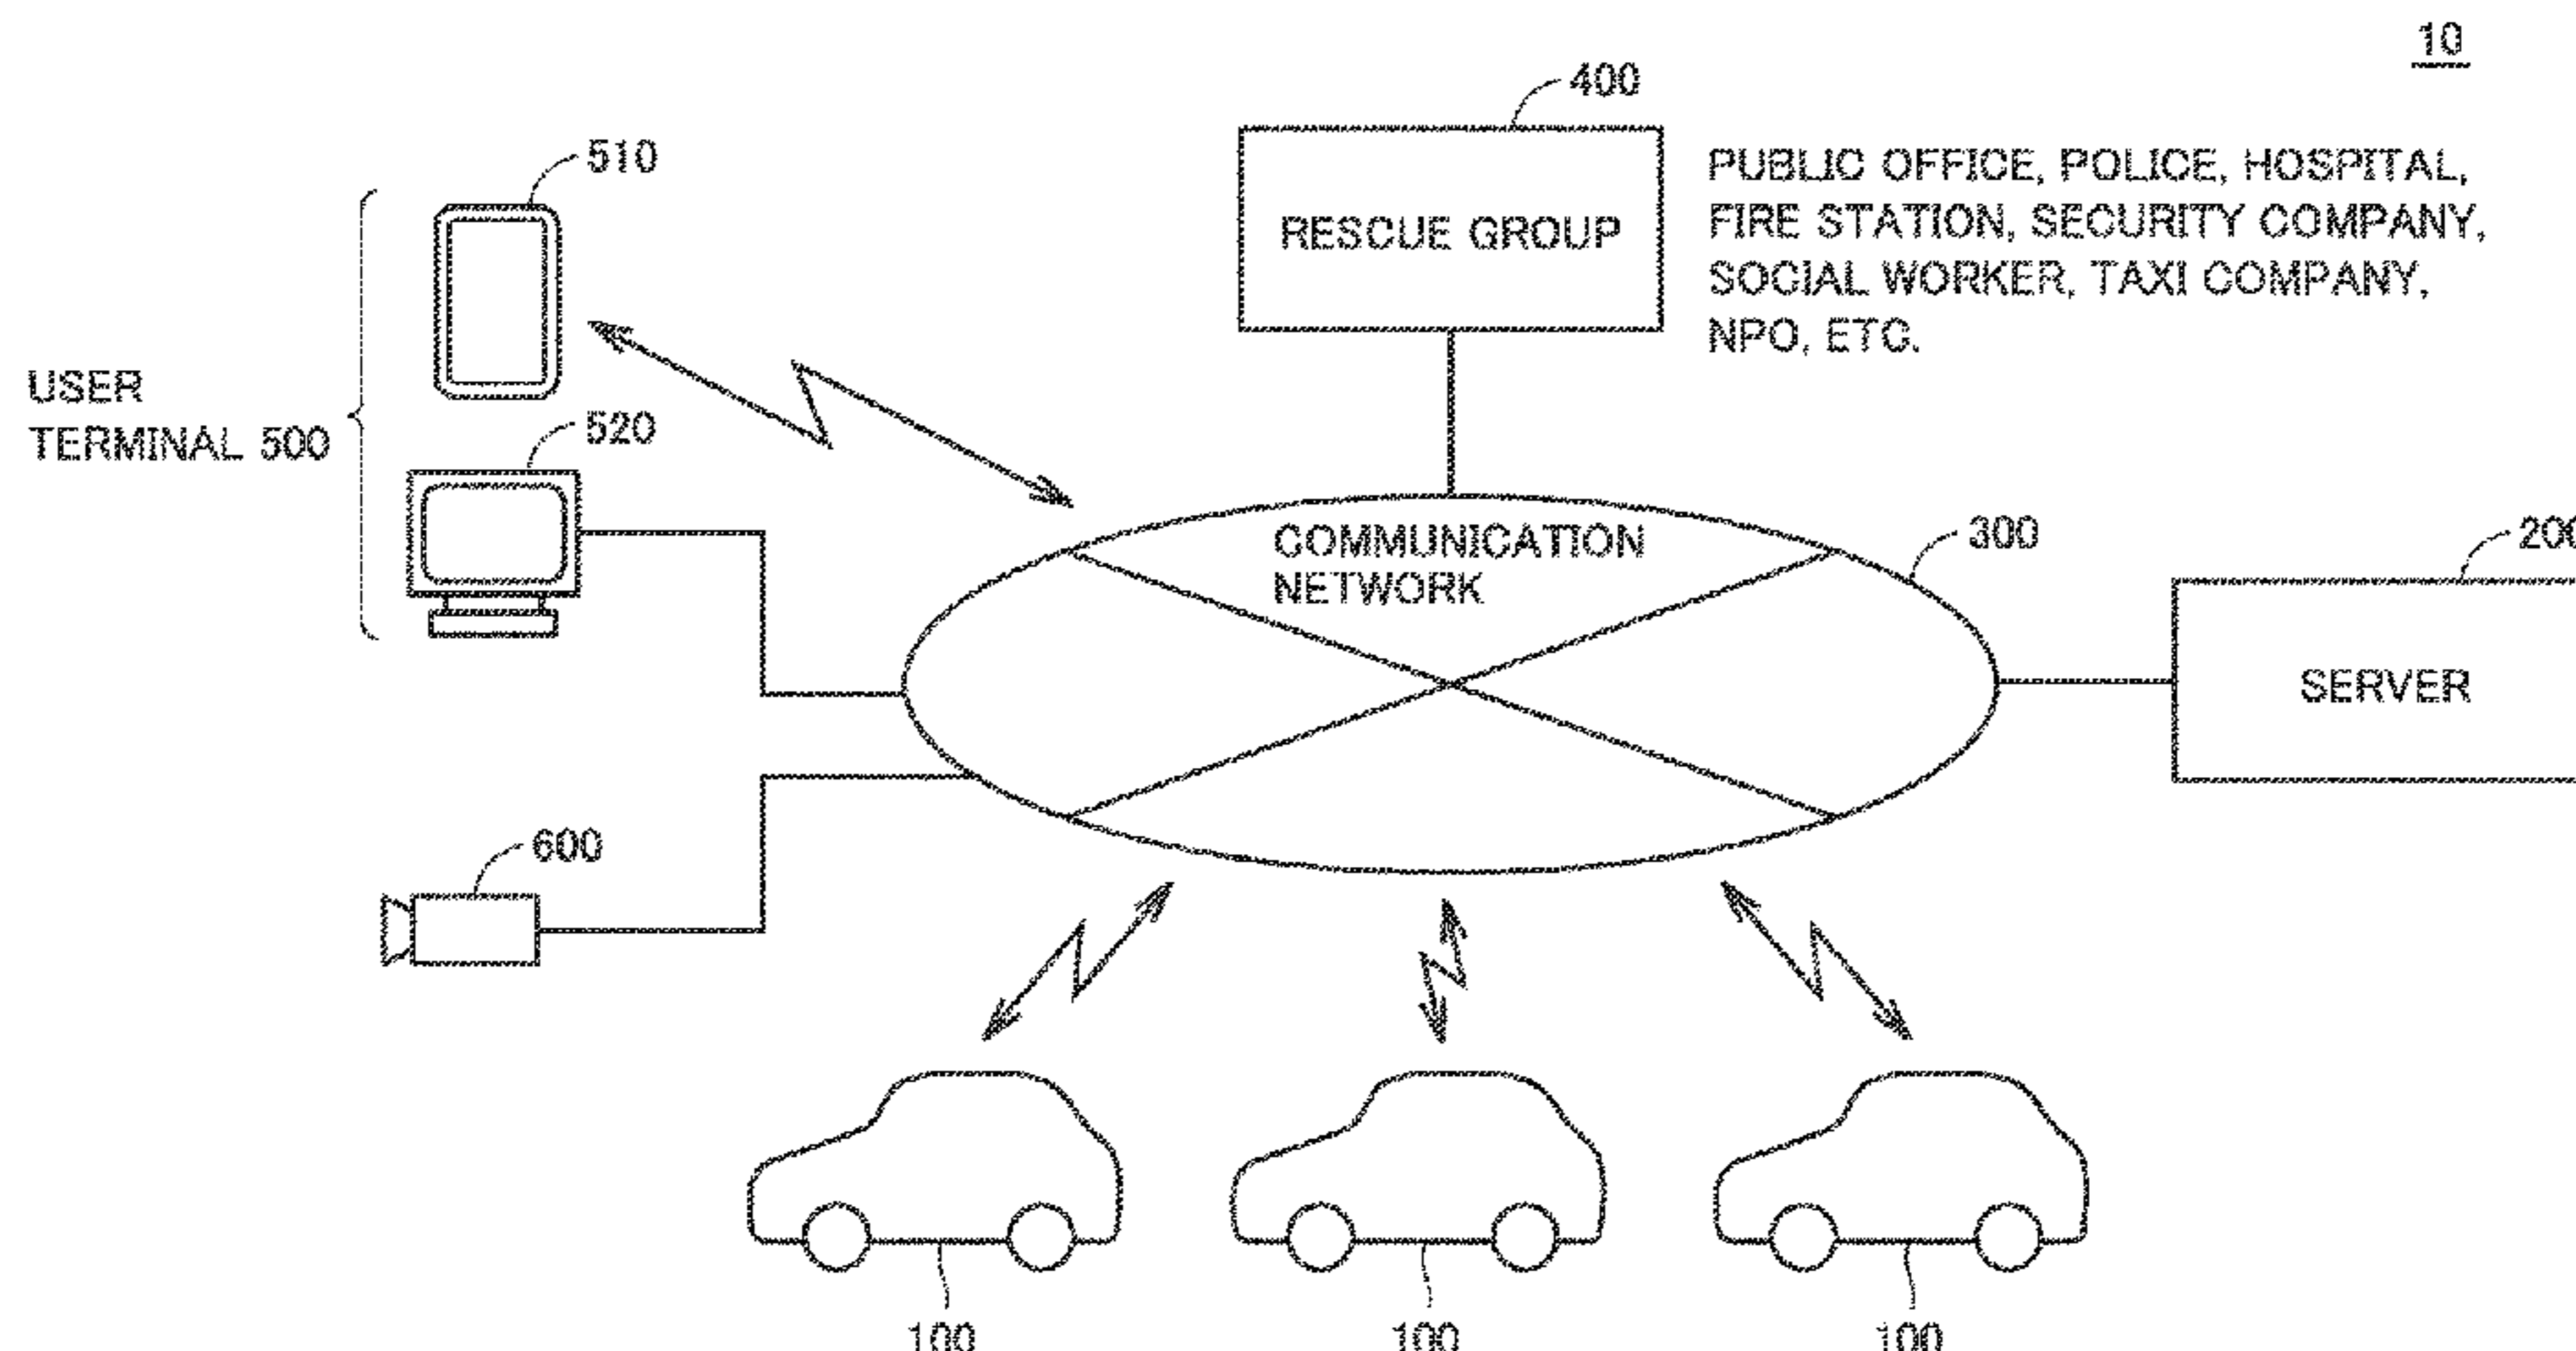 10
400
RESCUE GROUP
PUBLIC OFFICE, POLICE, HOSPITAL,
FIRE STATION, SECURITY COMPANY,
SOCIAL WORKER, TAXI COMPANY,
NPO, ETC.
510
USER
TERMINAL 500
520
COMMUNICATION
NETWORK
300
200
SERVER
600
100
100
100